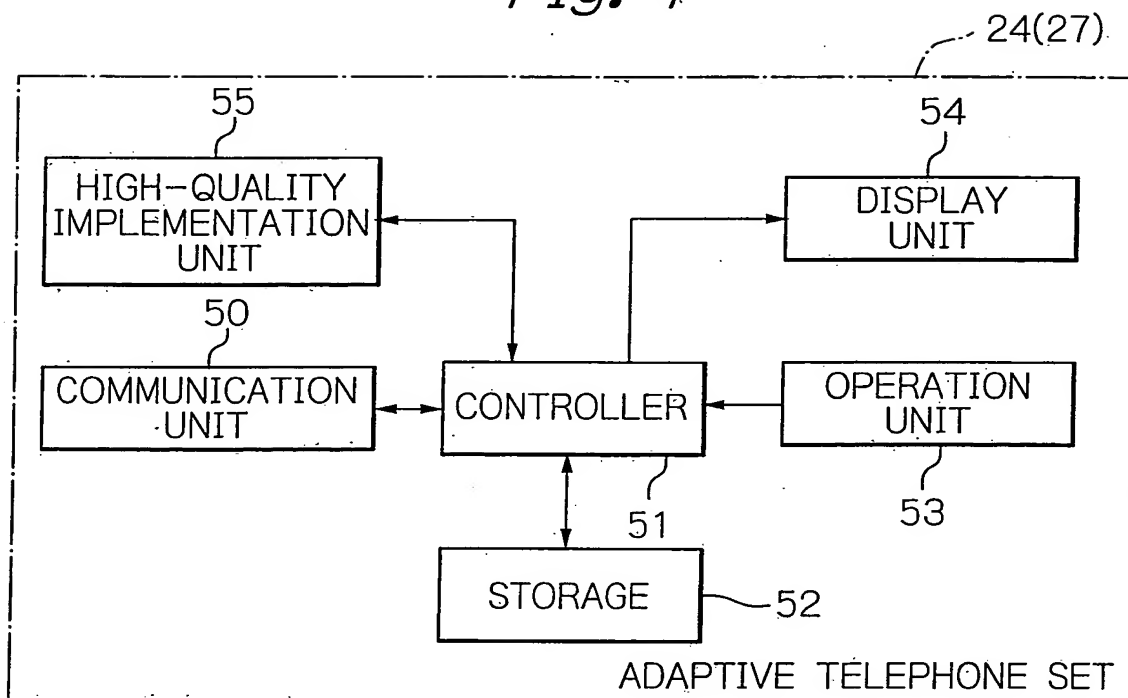 24(27)
55
HIGH-QUALITY
IMPLEMENTATION
UNIT
54
DISPLAY
UNIT
50
COMMUNICATION
UNIT
CONTROLLER
51
OPERATION
UNIT
53
STORAGE
52
ADAPTIVE TELEPHONE SET